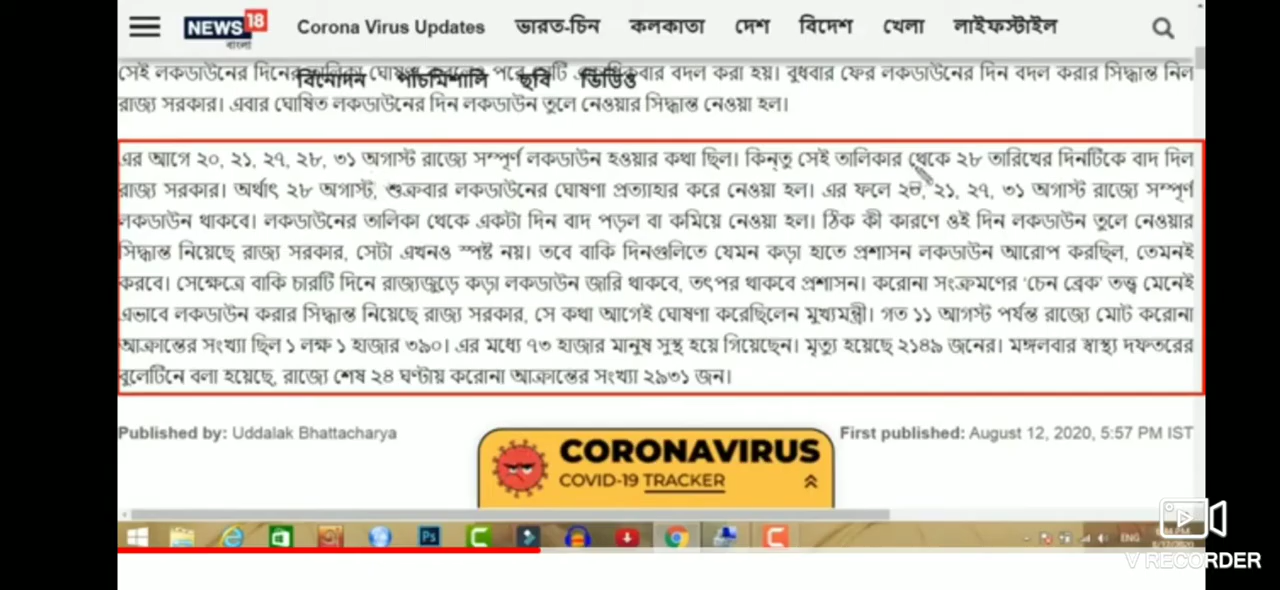 NEWS 18
বাংলা
Corona Virus Updates ভারত-চিন কলকাতা দেশ বিদেশ খেলা লাইফস্টাইল
বিনোদন পাঁচমিশালি ছবি ভিডিও
সেই লকডাউনের দিনের তালিকা ঘোষণা পরে সেটি বদল করা হয়। বুধবার ফের লকডাউনের দিন বদল করার সিদ্ধান্ত নিল
রাজ্য সরকার। এবার ঘোষিত লকডাউনের দিন লকডাউন তুলে নেওয়ার সিদ্ধান্ত নেওয়া হল।
এর আগে ২০, ২১, ২৭, ২৮, ৩১ অগাস্ট রাজ্যে সম্পূর্ণ লকডাউন হওয়ার কথা ছিল। কিন্তু সেই তালিকার থেকে ২৮ তারিখের দিনটিকে বাদ দিল
রাজ্য সরকার। অর্থাৎ ২৮ অগাস্ট, শুক্রবার লকডাউনের ঘোষণা প্রত্যাহার করে নেওয়া হল। এর ফলে ২১, ২৭, ৩১ অগাস্ট রাজ্যে সম্পূর্ণ
লকডাউন থাকবে। লকডাউনের তালিকা থেকে একটা দিন বাদ পড়ল বা কমিয়ে নেওয়া হল। ঠিক কী কারণে ওই দিন লকডাউন তুলে নেওয়ার
সিদ্ধান্ত নিয়েছে রাজ্য সরকার, সেটা এখনও স্পষ্ট নয়। তবে বাকি দিনগুলিতে যেমন কড়া হাতে প্রশাসন লকডাউন আরোপ করছিল, তেমনই
করবে। সেক্ষেত্রে বাকি চারটি দিনে রাজ্যজুড়ে কড়া লকডাউন জারি থাকবে, তৎপর থাকবে প্রশাসন। করোনা সংক্রমণের 'চেন ব্রেক' তত্ত্ব মেনেই
এভাবে লকডাউন করার সিদ্ধান্ত নিয়েছে রাজ্য সরকার, সে কথা আগেই ঘোষণা করেছিলেন মুখ্যমন্ত্রী। গত ১১ আগস্ট পর্যন্ত রাজ্যে মোট করোনা
আক্রান্তের সংখ্যা ছিল ১ লক্ষ ১ হাজার ৩৯০। এর মধ্যে ৭৩ হাজার মানুষ সুস্থ হয়ে গিয়েছেন। মৃত্যু হয়েছে ২১৪৯ জনের। মঙ্গলবার স্বাস্থ্য দফতরের
বুলেটিনে বলা হয়েছে, রাজ্যে শেষ ২৪ ঘণ্টায় করোনা আক্রান্তের সংখ্যা ২৯৩১ জন।
Published by: Uddalak Bhattacharya First published: August 12, 2020, 5:57 PM IST
CORONAVIRUS
COVID-19 TRACKER
Ps
ENG
V RECORDER